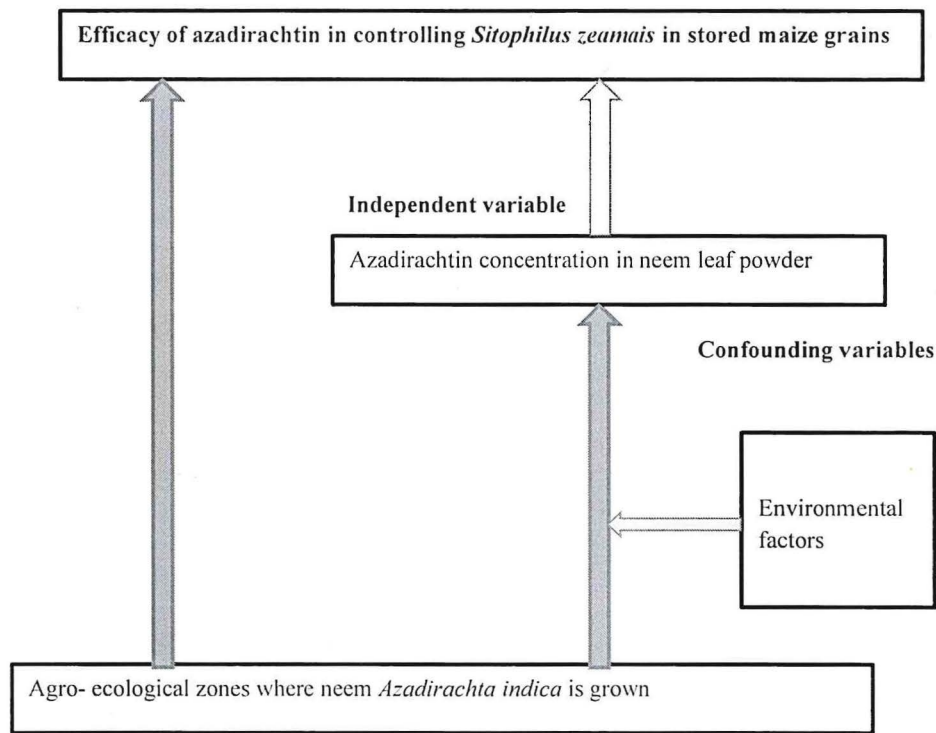 Efficacy of azadirachtin in controlling Sitophilus zeamais in stored maize grains
Independent variable
Azadirachtin concentration in neem leaf powder
Confounding variables
Environmental
factors
Agro- ecological zones where neem Azadirachta indica is grown